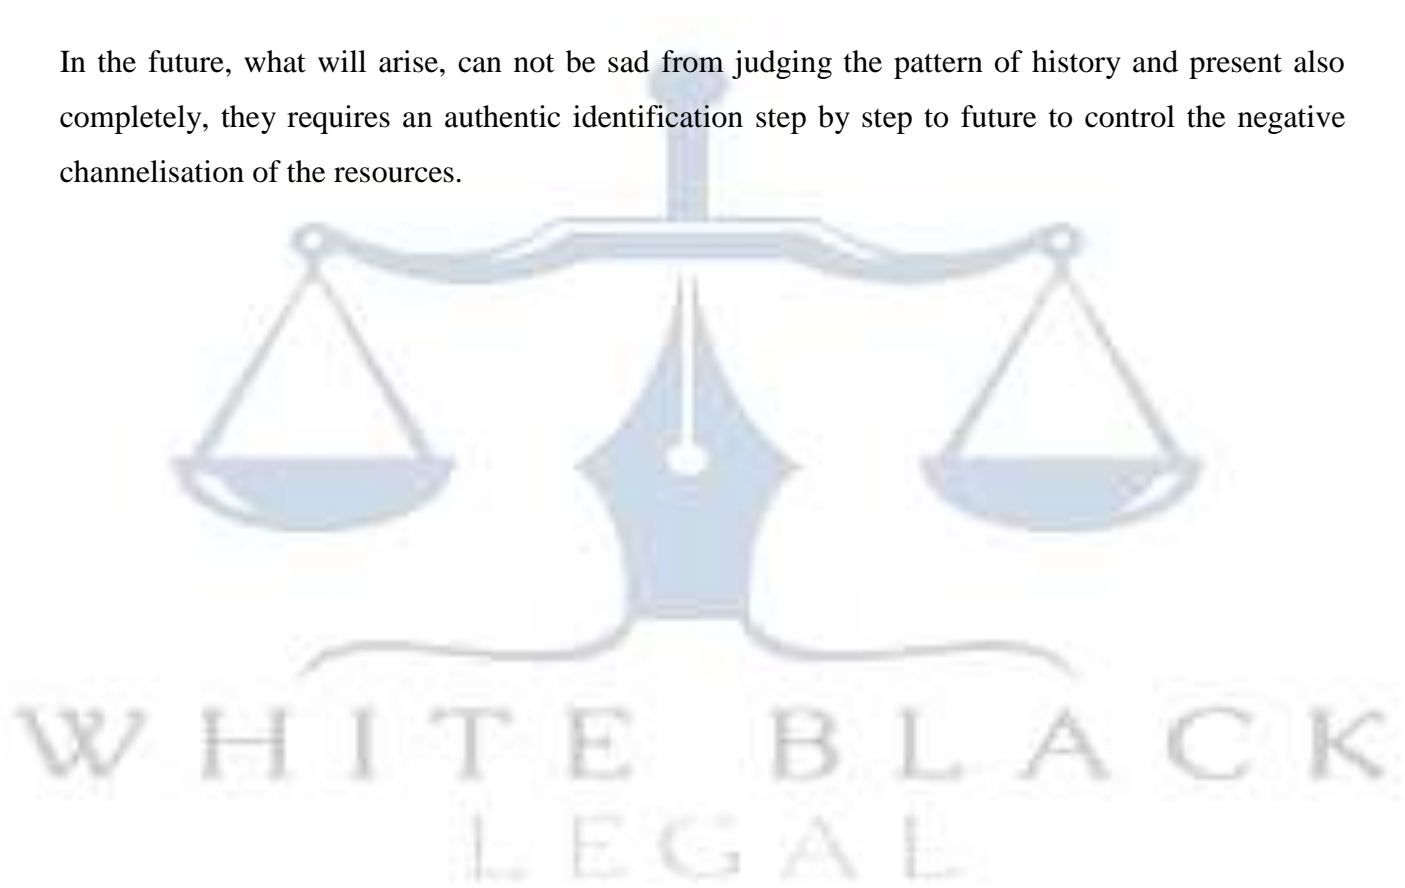 In the future, what will arise, can not be sad from judging the pattern of history and present also
completely, they requires an authentic identification step by step to future to control the negative
channelisation of the resources.
WHITE BLACK
LEGAL